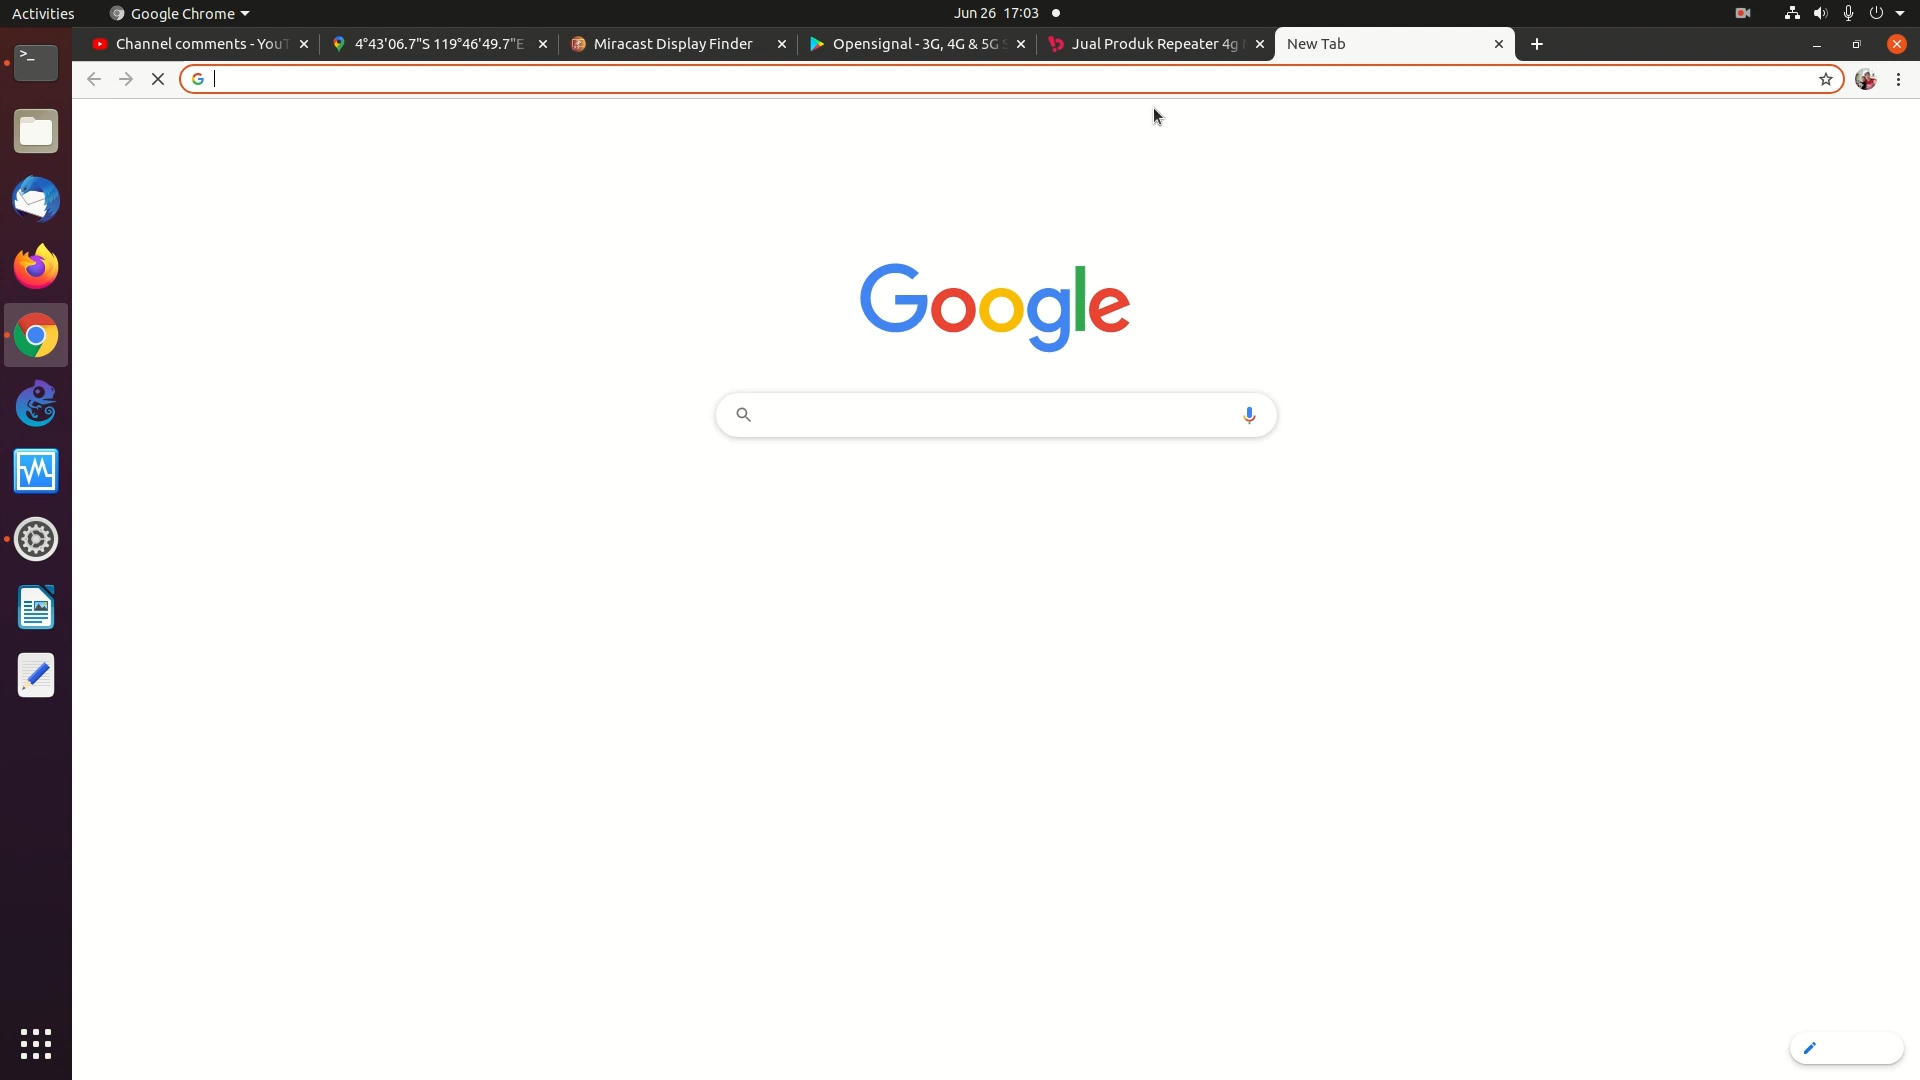 Activities
Google Chrome
Jun 26 17:03
Channel comments - YouT
4°43'06.7"S 119°46'49.7"E
Miracast Display Finder
Opensignal - 3G, 4G & 5G S
Jual Produk Repeater 4g
New Tab
Google